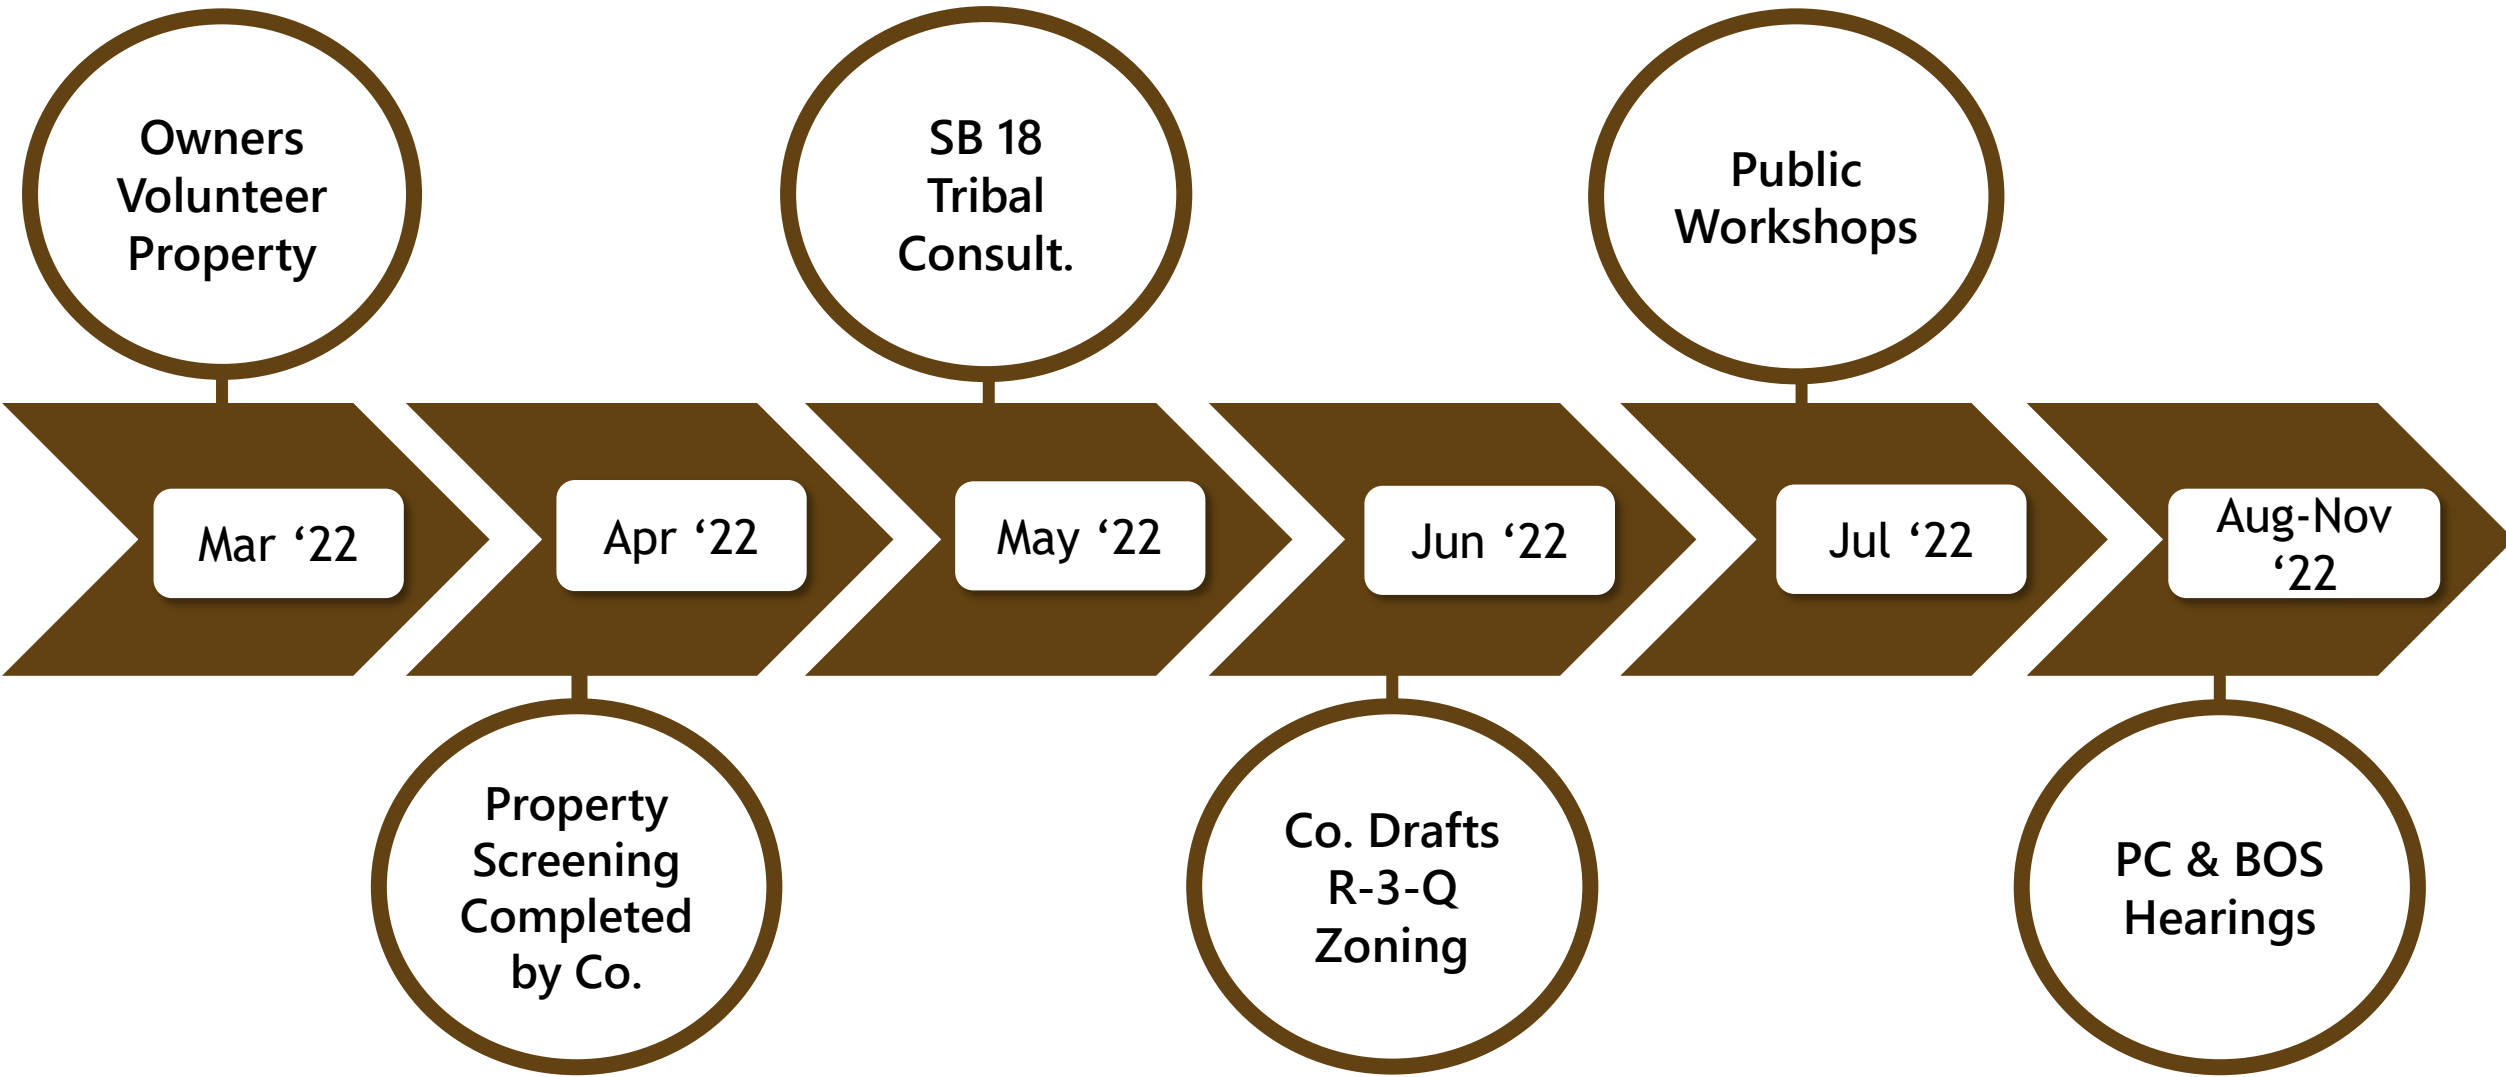 Owners
Volunteer
Property
SB 18
Tribal
Consult.
Public
Workshops
Mar ‘22
Apr ‘22
May ‘22
Jun ‘22
Jul ‘22
Aug-Nov
‘22
Property
Screening
Completed
by Co.
Co. Drafts
R-3-Q
Zoning
PC & BOS
Hearings